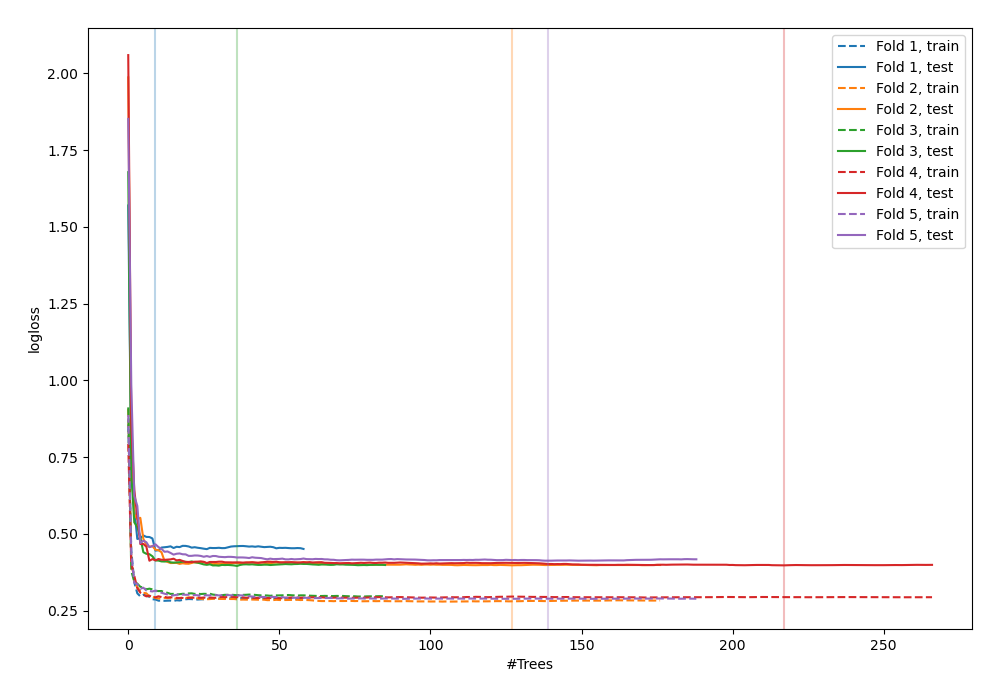 2.00
1.75
1.50
1.25
1.00
0.75
0.50
0.25
logloss
0
50
100
150
200
250
#Trees
Fold 1, train
Fold 1, test
Fold 2, train
Fold 2, test
Fold 3, train
Fold 3, test
Fold 4, train
Fold 4, test
Fold 5, train
Fold 5, test